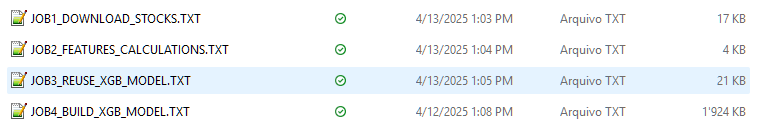 JOB1_DOWNLOAD_STOCKS.TXT 4/13/2025 1:03 PM Arquivo TXT 17 KB
JOB2_FEATURES_CALCULATIONS.TXT 4/13/2025 1:04 PM Arquivo TXT 4 KB
JOB3_REUSE_XGB_MODEL.TXT 4/13/2025 1:05 PM Arquivo TXT 21 KB
JOB4_BUILD_XGB_MODEL.TXT 4/12/2025 1:08 PM Arquivo TXT 1'924 KB